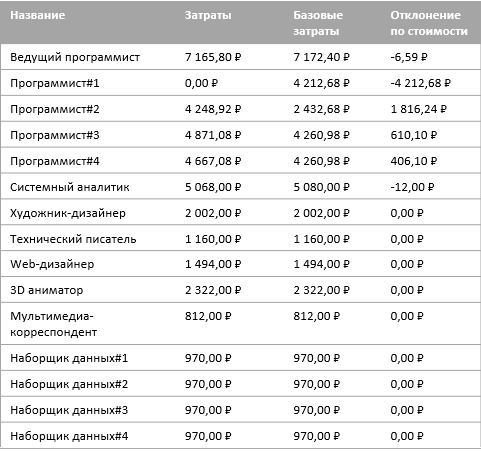 Название Затраты Базовые затраты Отклонение по стоимости
Ведущий программист 7 165,80 ₽ 7 172,40 ₽ -6,59 ₽
Программист#1 0,00 ₽ 4 212,68 ₽ -4 212,68 ₽
Программист#2 4 248,92 ₽ 2 432,68 ₽ 1 816,24 ₽
Программист#3 4 871,08 ₽ 4 260,98 ₽ 610,10 ₽
Программист#4 4 667,08 ₽ 4 260,98 ₽ 406,10 ₽
Системный аналитик 5 068,00 ₽ 5 080,00 ₽ -12,00 ₽
Художник-дизайнер 2 002,00 ₽ 2 002,00 ₽ 0,00 ₽
Технический писатель 1 160,00 ₽ 1 160,00 ₽ 0,00 ₽
Web-дизайнер 1 494,00 ₽ 1 494,00 ₽ 0,00 ₽
3D аниматор 2 322,00 ₽ 2 322,00 ₽ 0,00 ₽
Мультимедиа-корреспондент 812,00 ₽ 812,00 ₽ 0,00 ₽
Наборщик данных#1 970,00 ₽ 970,00 ₽ 0,00 ₽
Наборщик данных#2 970,00 ₽ 970,00 ₽ 0,00 ₽
Наборщик данных#3 970,00 ₽ 970,00 ₽ 0,00 ₽
Наборщик данных#4 970,00 ₽ 970,00 ₽ 0,00 ₽